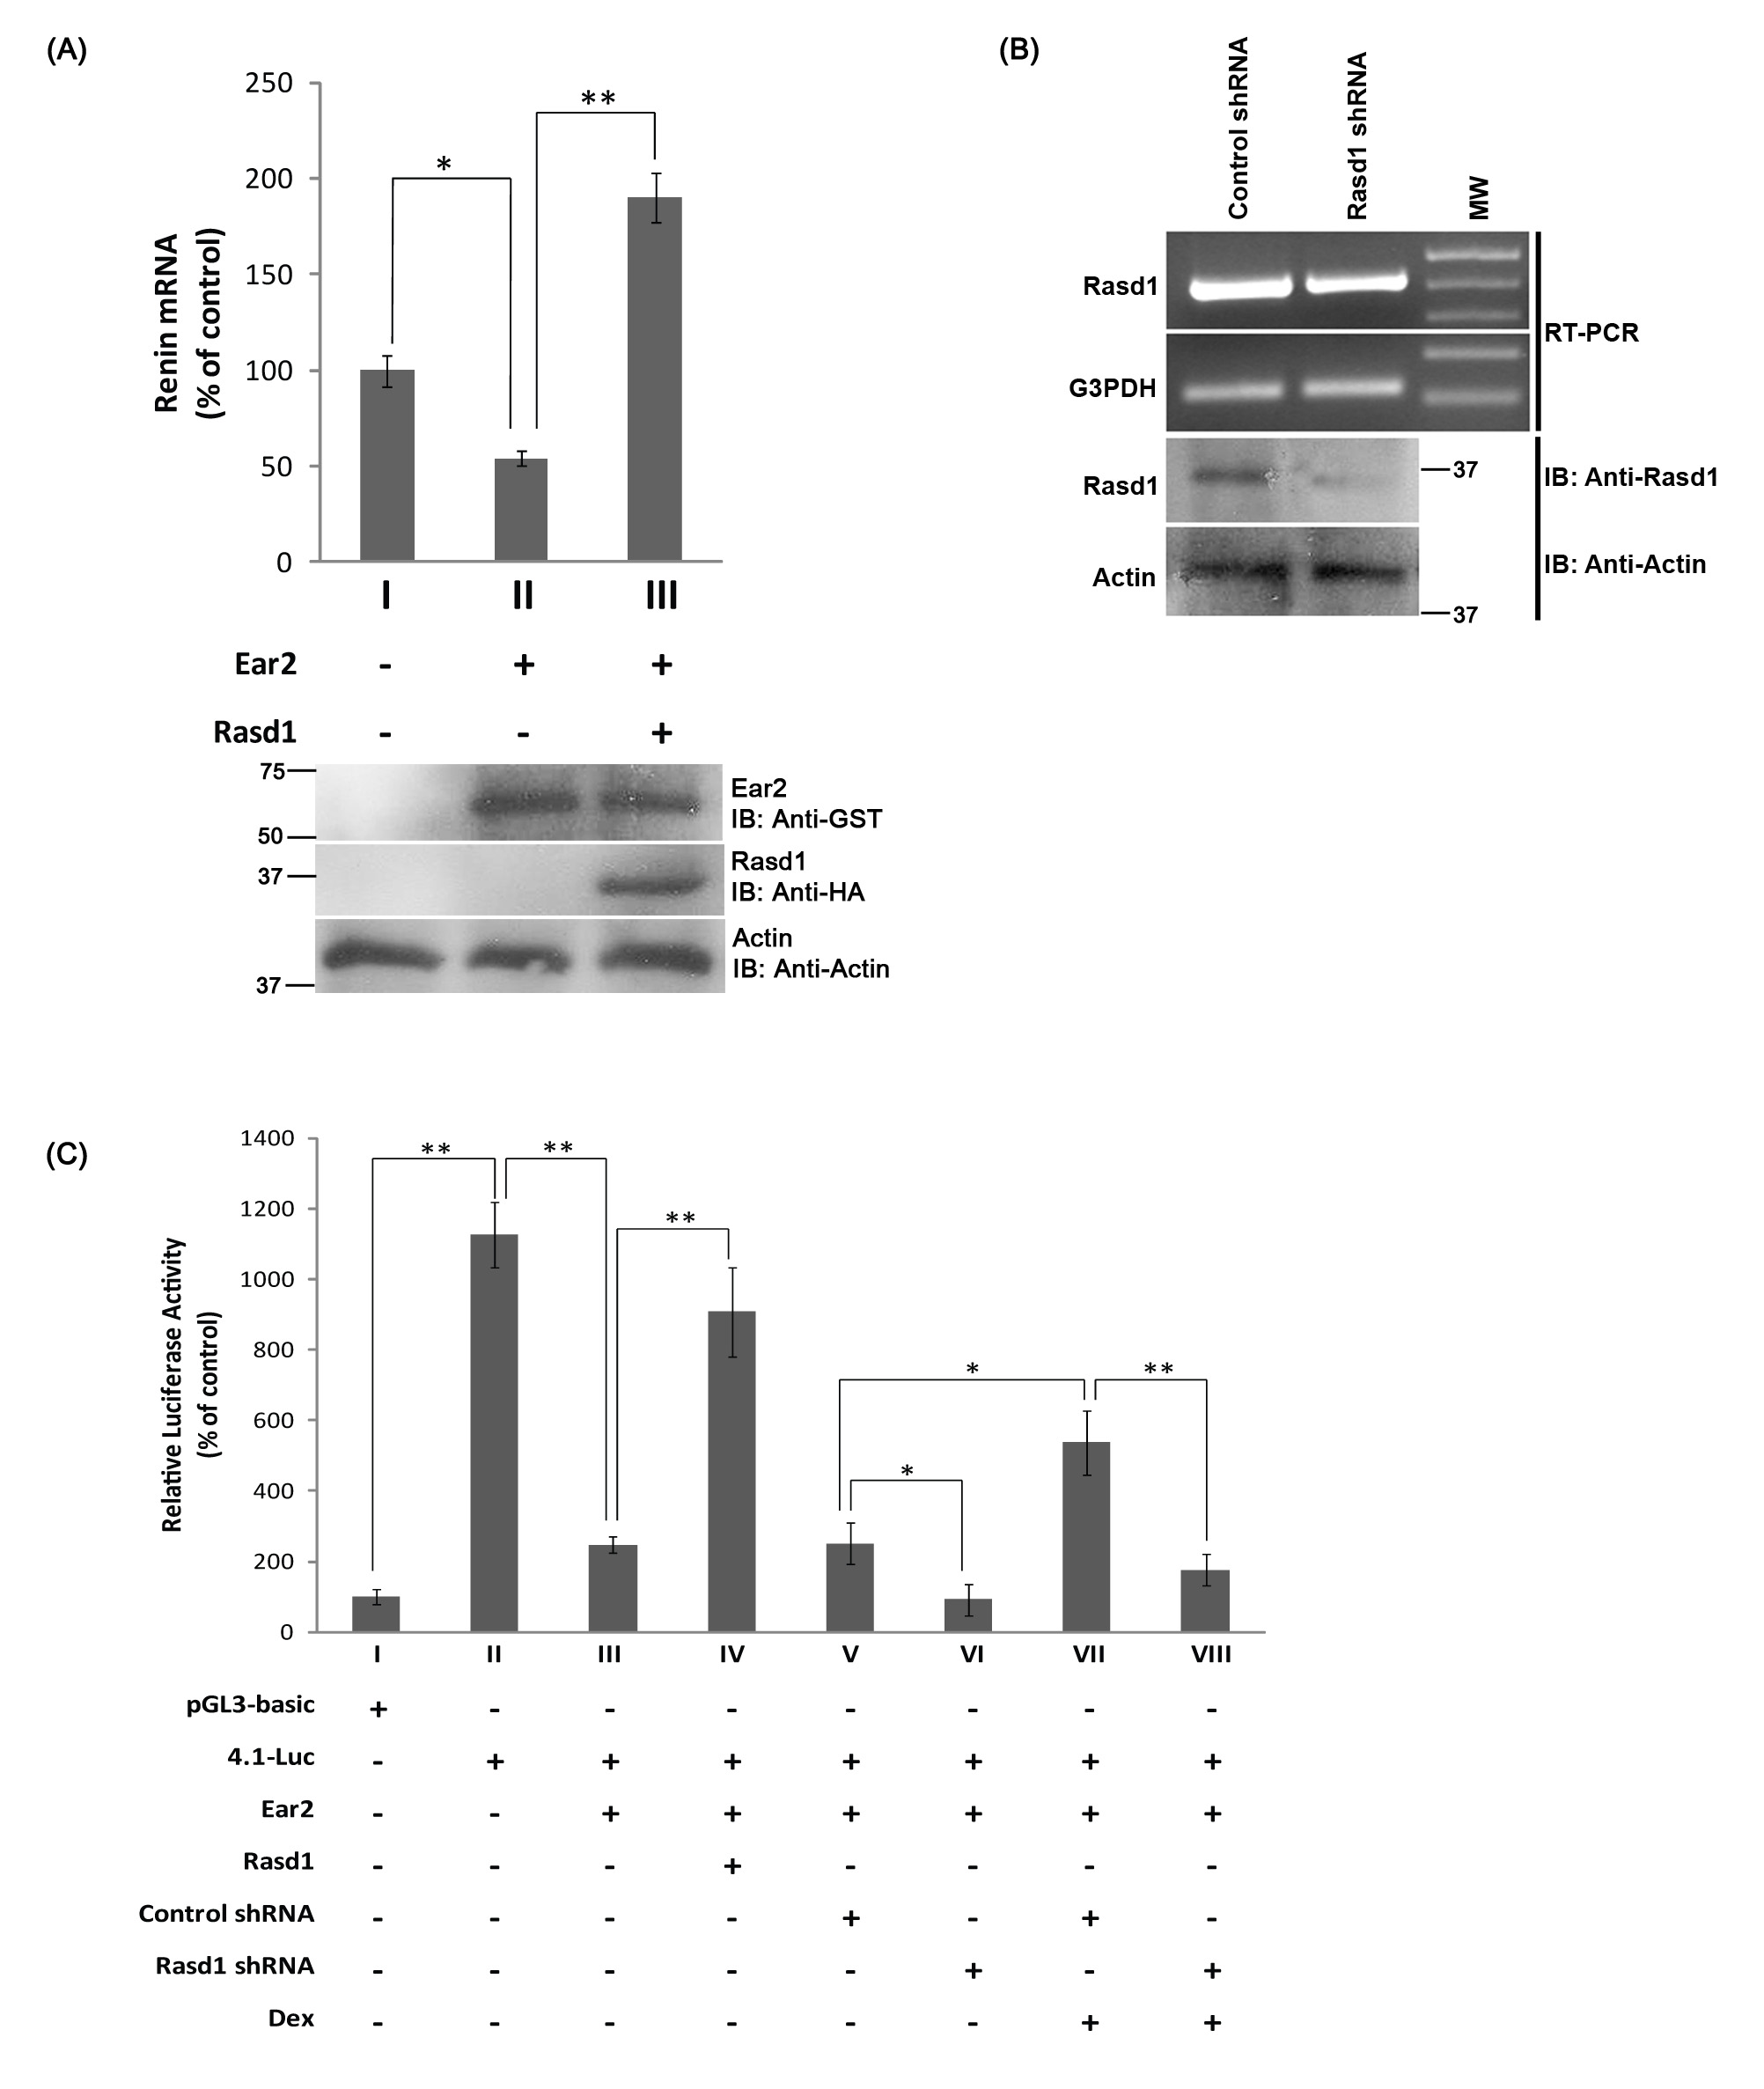 (A)
250
200
150
100
50
0
Renin mRNA
(% of control)
*
**
I II III
Ear2 - + +
Rasd1 - - +
75
50
Ear2
IB: Anti-GST
37
Rasd1
IB: Anti-HA
37
Actin
IB: Anti-Actin
(B)
Control shRNA
Rasd1 shRNA
MW
Rasd1
G3PDH
RT-PCR
Rasd1
37
IB: Anti-Rasd1
Actin
37
IB: Anti-Actin
(C)
1400
1200
1000
800
600
400
200
0
Relative Luciferase Activity
(% of control)
** **
**
* **
*
I II III IV V VI VII VIII
pGL3-basic + - - - - - - -
4.1-Luc - + + + + + + +
Ear2 - - + + + + + +
Rasd1 - - - + - - - -
Control shRNA - - - - + - + -
Rasd1 shRNA - - - - - + - +
Dex - - - - - - + +